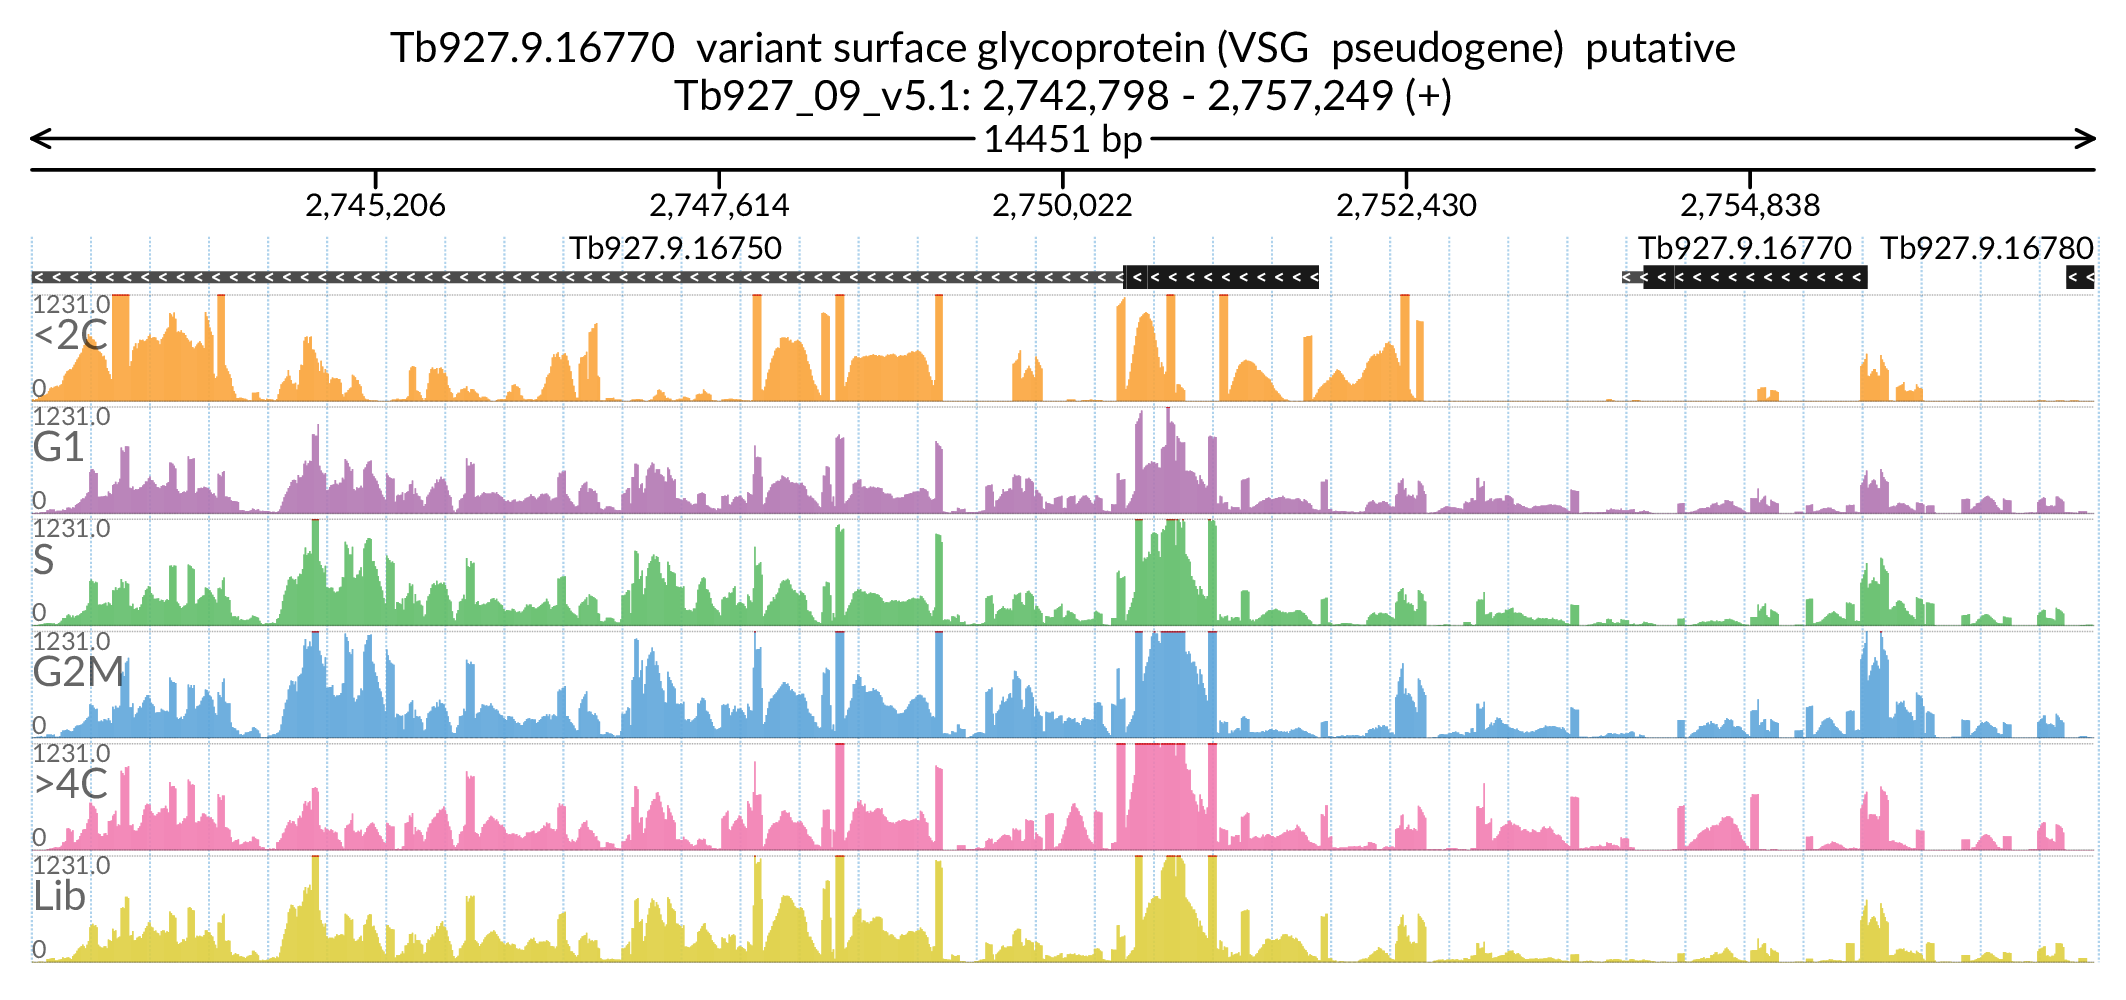 Tb927.9.16770 variant surface glycoprotein (VSG pseudogene) putative
Tb927_09_v5.1: 2,742,798 - 2,757,249 (+)
14451 bp
2,745,206 2,747,614 2,750,022 2,752,430 2,754,838
Tb927.9.16750 Tb927.9.16770 Tb927.9.16780
1231.0
<2C
0
1231.0
G1
0
1231.0
S
0
1231.0
G2M
0
1231.0
>4C
0
1231.0
Lib
0